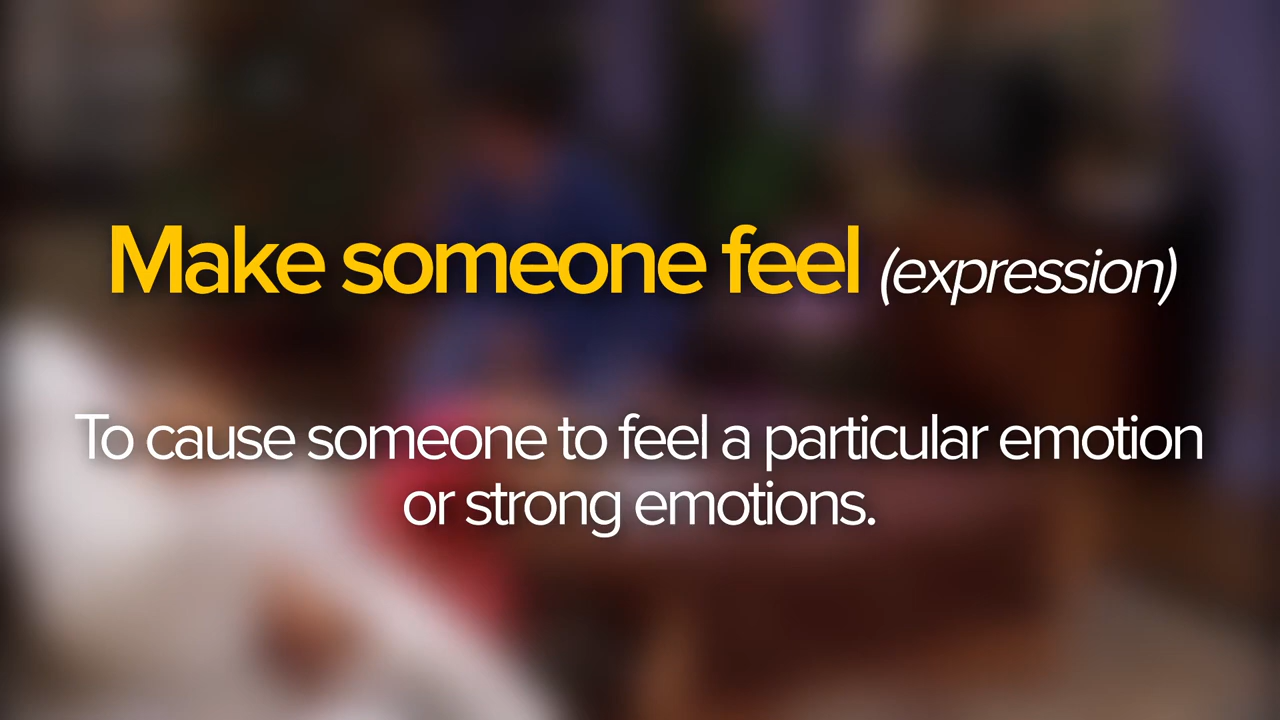 Make someone feel (expression)
To cause someone to feel a particular emotion
or strong emotions.